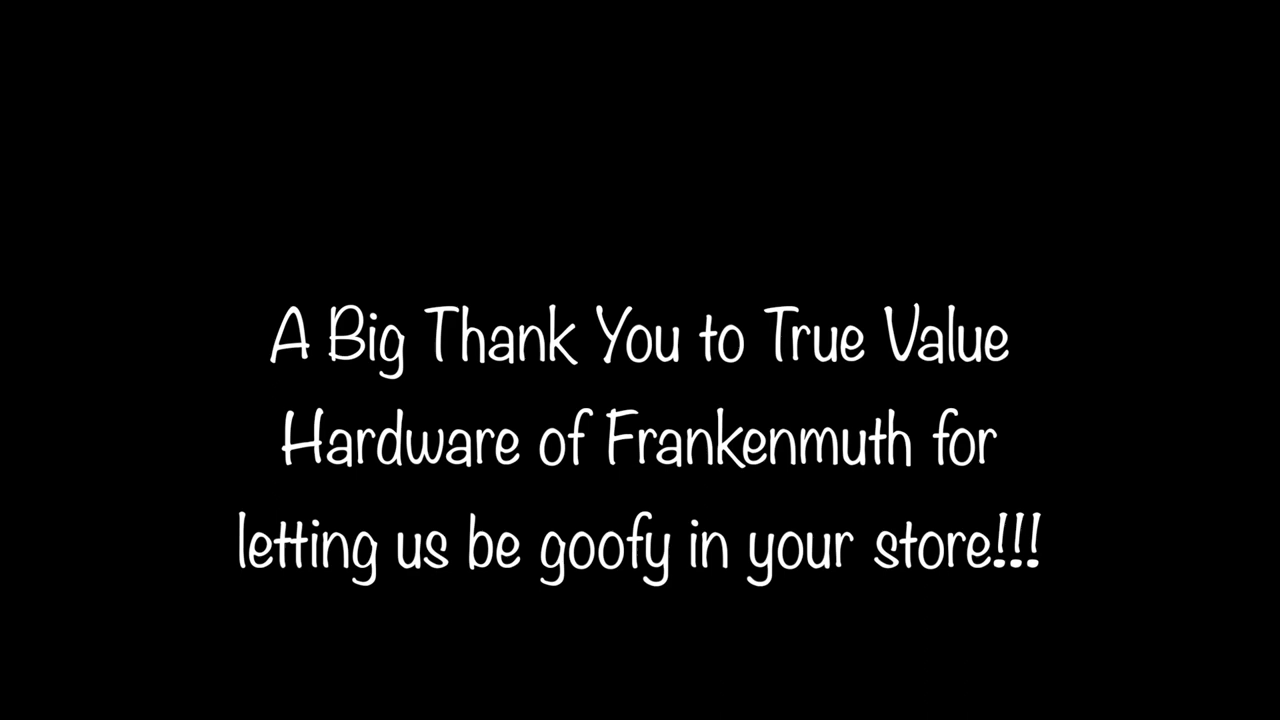 A Big Thank You to True Value
Hardware of Frankenmuth for
letting us be goofy in your store!!!